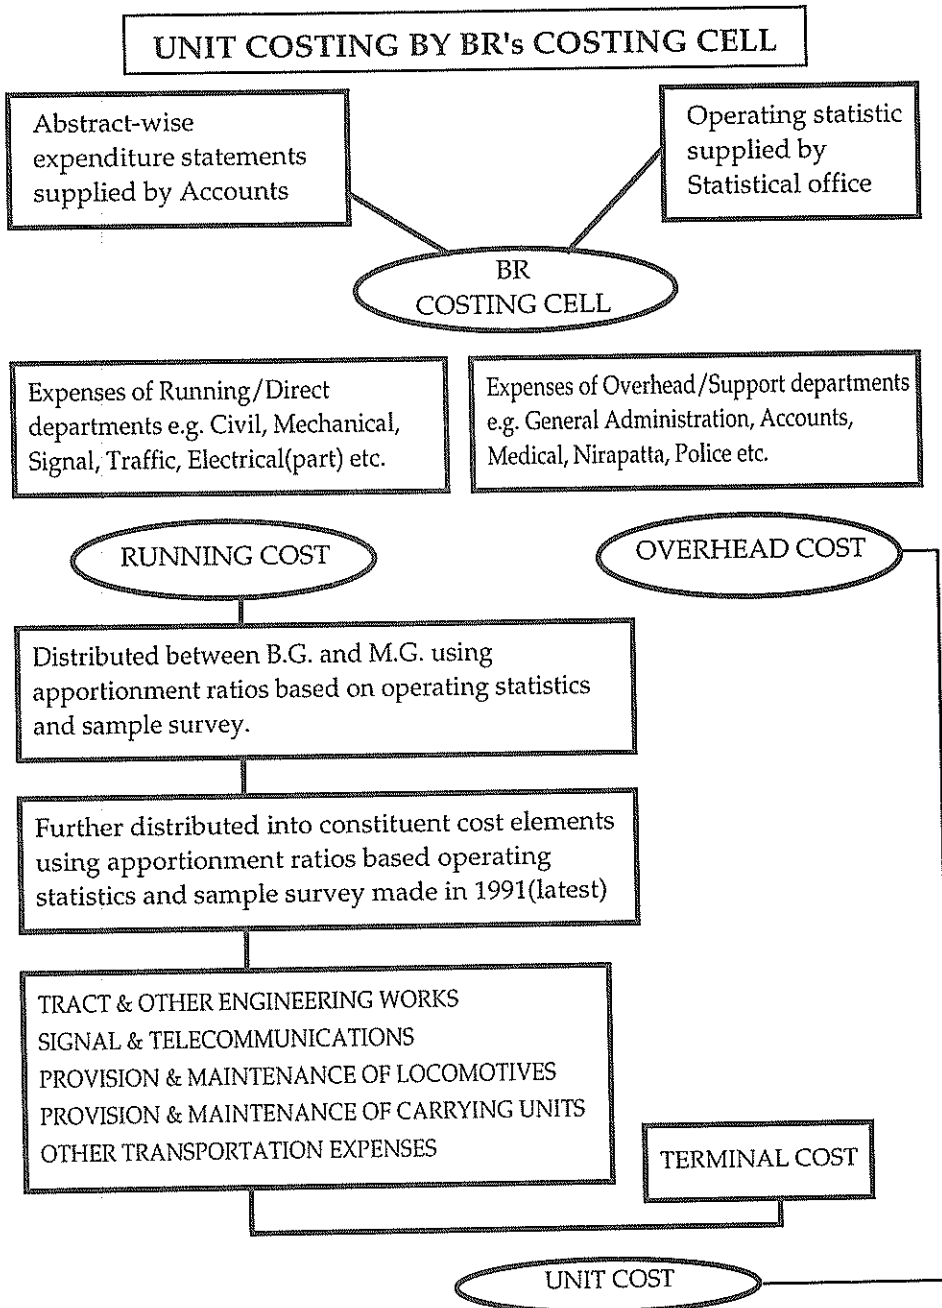 UNIT COSTING BY BR's COSTING CELL
Abstract-wise
expenditure statements
supplied by Accounts
Operating statistic
supplied by
Statistical office
BR
COSTING CELL
Expenses of Running/Direct
departments e.g. Civil, Mechanical,
Signal, Traffic, Electrical(part) etc.
Expenses of Overhead/Support departments
e.g. General Administration, Accounts,
Medical, Nirapatta, Police etc.
RUNNING COST
OVERHEAD COST
Distributed between B.G. and M.G. using
apportionment ratios based on operating statistics
and sample survey.
Further distributed into constituent cost elements
using apportionment ratios based operating
statistics and sample survey made in 1991(latest)
TRACT & OTHER ENGINEERING WORKS
SIGNAL & TELECOMMUNICATIONS
PROVISION & MAINTENANCE OF LOCOMOTIVES
PROVISION & MAINTENANCE OF CARRYING UNITS
OTHER TRANSPORTATION EXPENSES
TERMINAL COST
UNIT COST